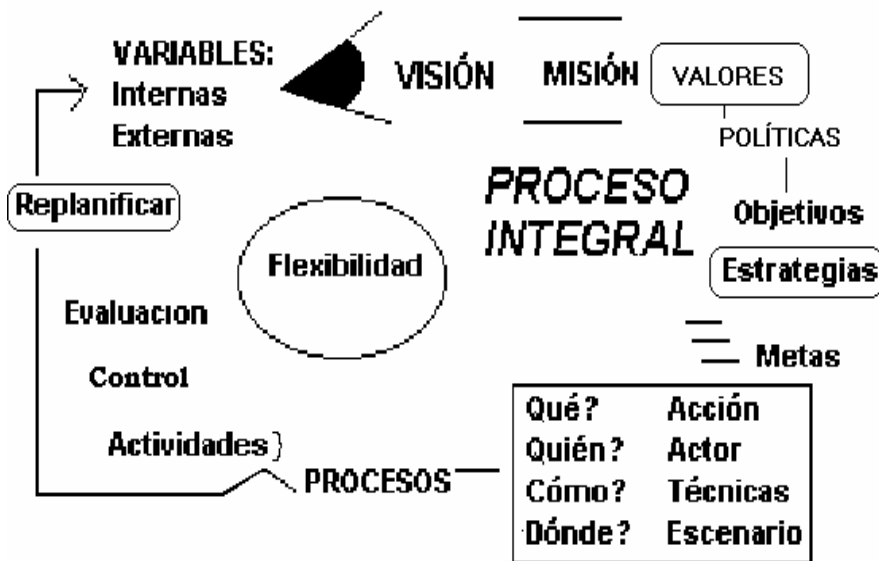 VARIABLES:
Internas
Externas
VISIÓN
MISIÓN
VALORES
POLÍTICAS
PROCESO
INTEGRAL
Objetivos
Estrategias
Metas
Replanificar
Flexibilidad
Evaluacion
Control
Actividades}
PROCESOS
Qué? Acción
Quién? Actor
Cómo? Técnicas
Dónde? Escenario